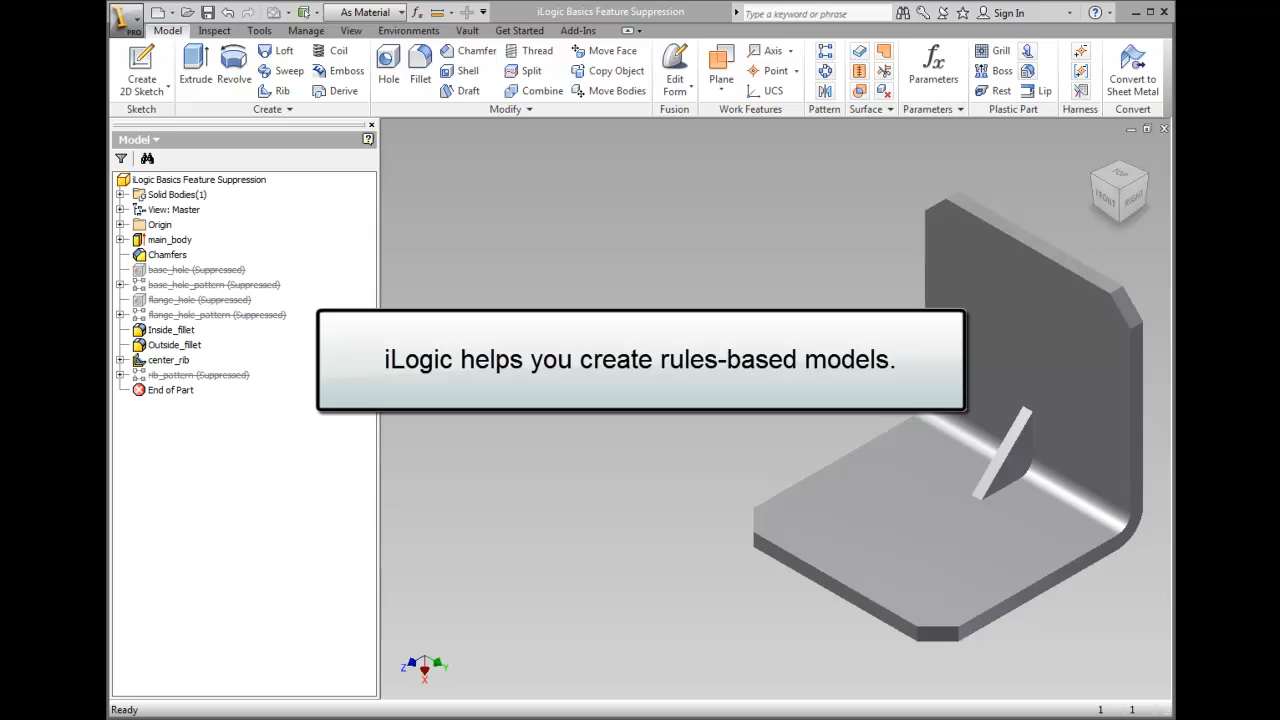 As Material
iLogic Basics Feature Suppression
Type a keyword or phrase
Sign In
PRO
Model Inspect Tools Manage View Environments Vault Get Started Add-Ins
Create
2D Sketch
Extrude
Revolve
Loft
Sweep
Rib
Coil
Emboss
Derive
Hole
Fillet
Chamfer
Shell
Draft
Thread
Split
Combine
Move Face
Copy Object
Move Bodies
Edit
Form
Plane
Axis
Point
UCS
fx
Parameters
Grill
Boss
Rest
Lip
Convert to
Sheet Metal
Sketch Create Modify Fusion Work Features Pattern Surface Parameters Plastic Part Harness Convert
Model
iLogic Basics Feature Suppression
Solid Bodies(1)
View: Master
Origin
main_body
Chamfers
base_hole (Suppressed)
base_hole_pattern (Suppressed)
flange_hole (Suppressed)
flange_hole_pattern (Suppressed)
Inside_fillet
Outside_fillet
center_rib
rib_pattern (Suppressed)
End of Part
iLogic helps you create rules-based models.
TOP
FRONT
RIGHT
Z
Y
X
Ready
1 1